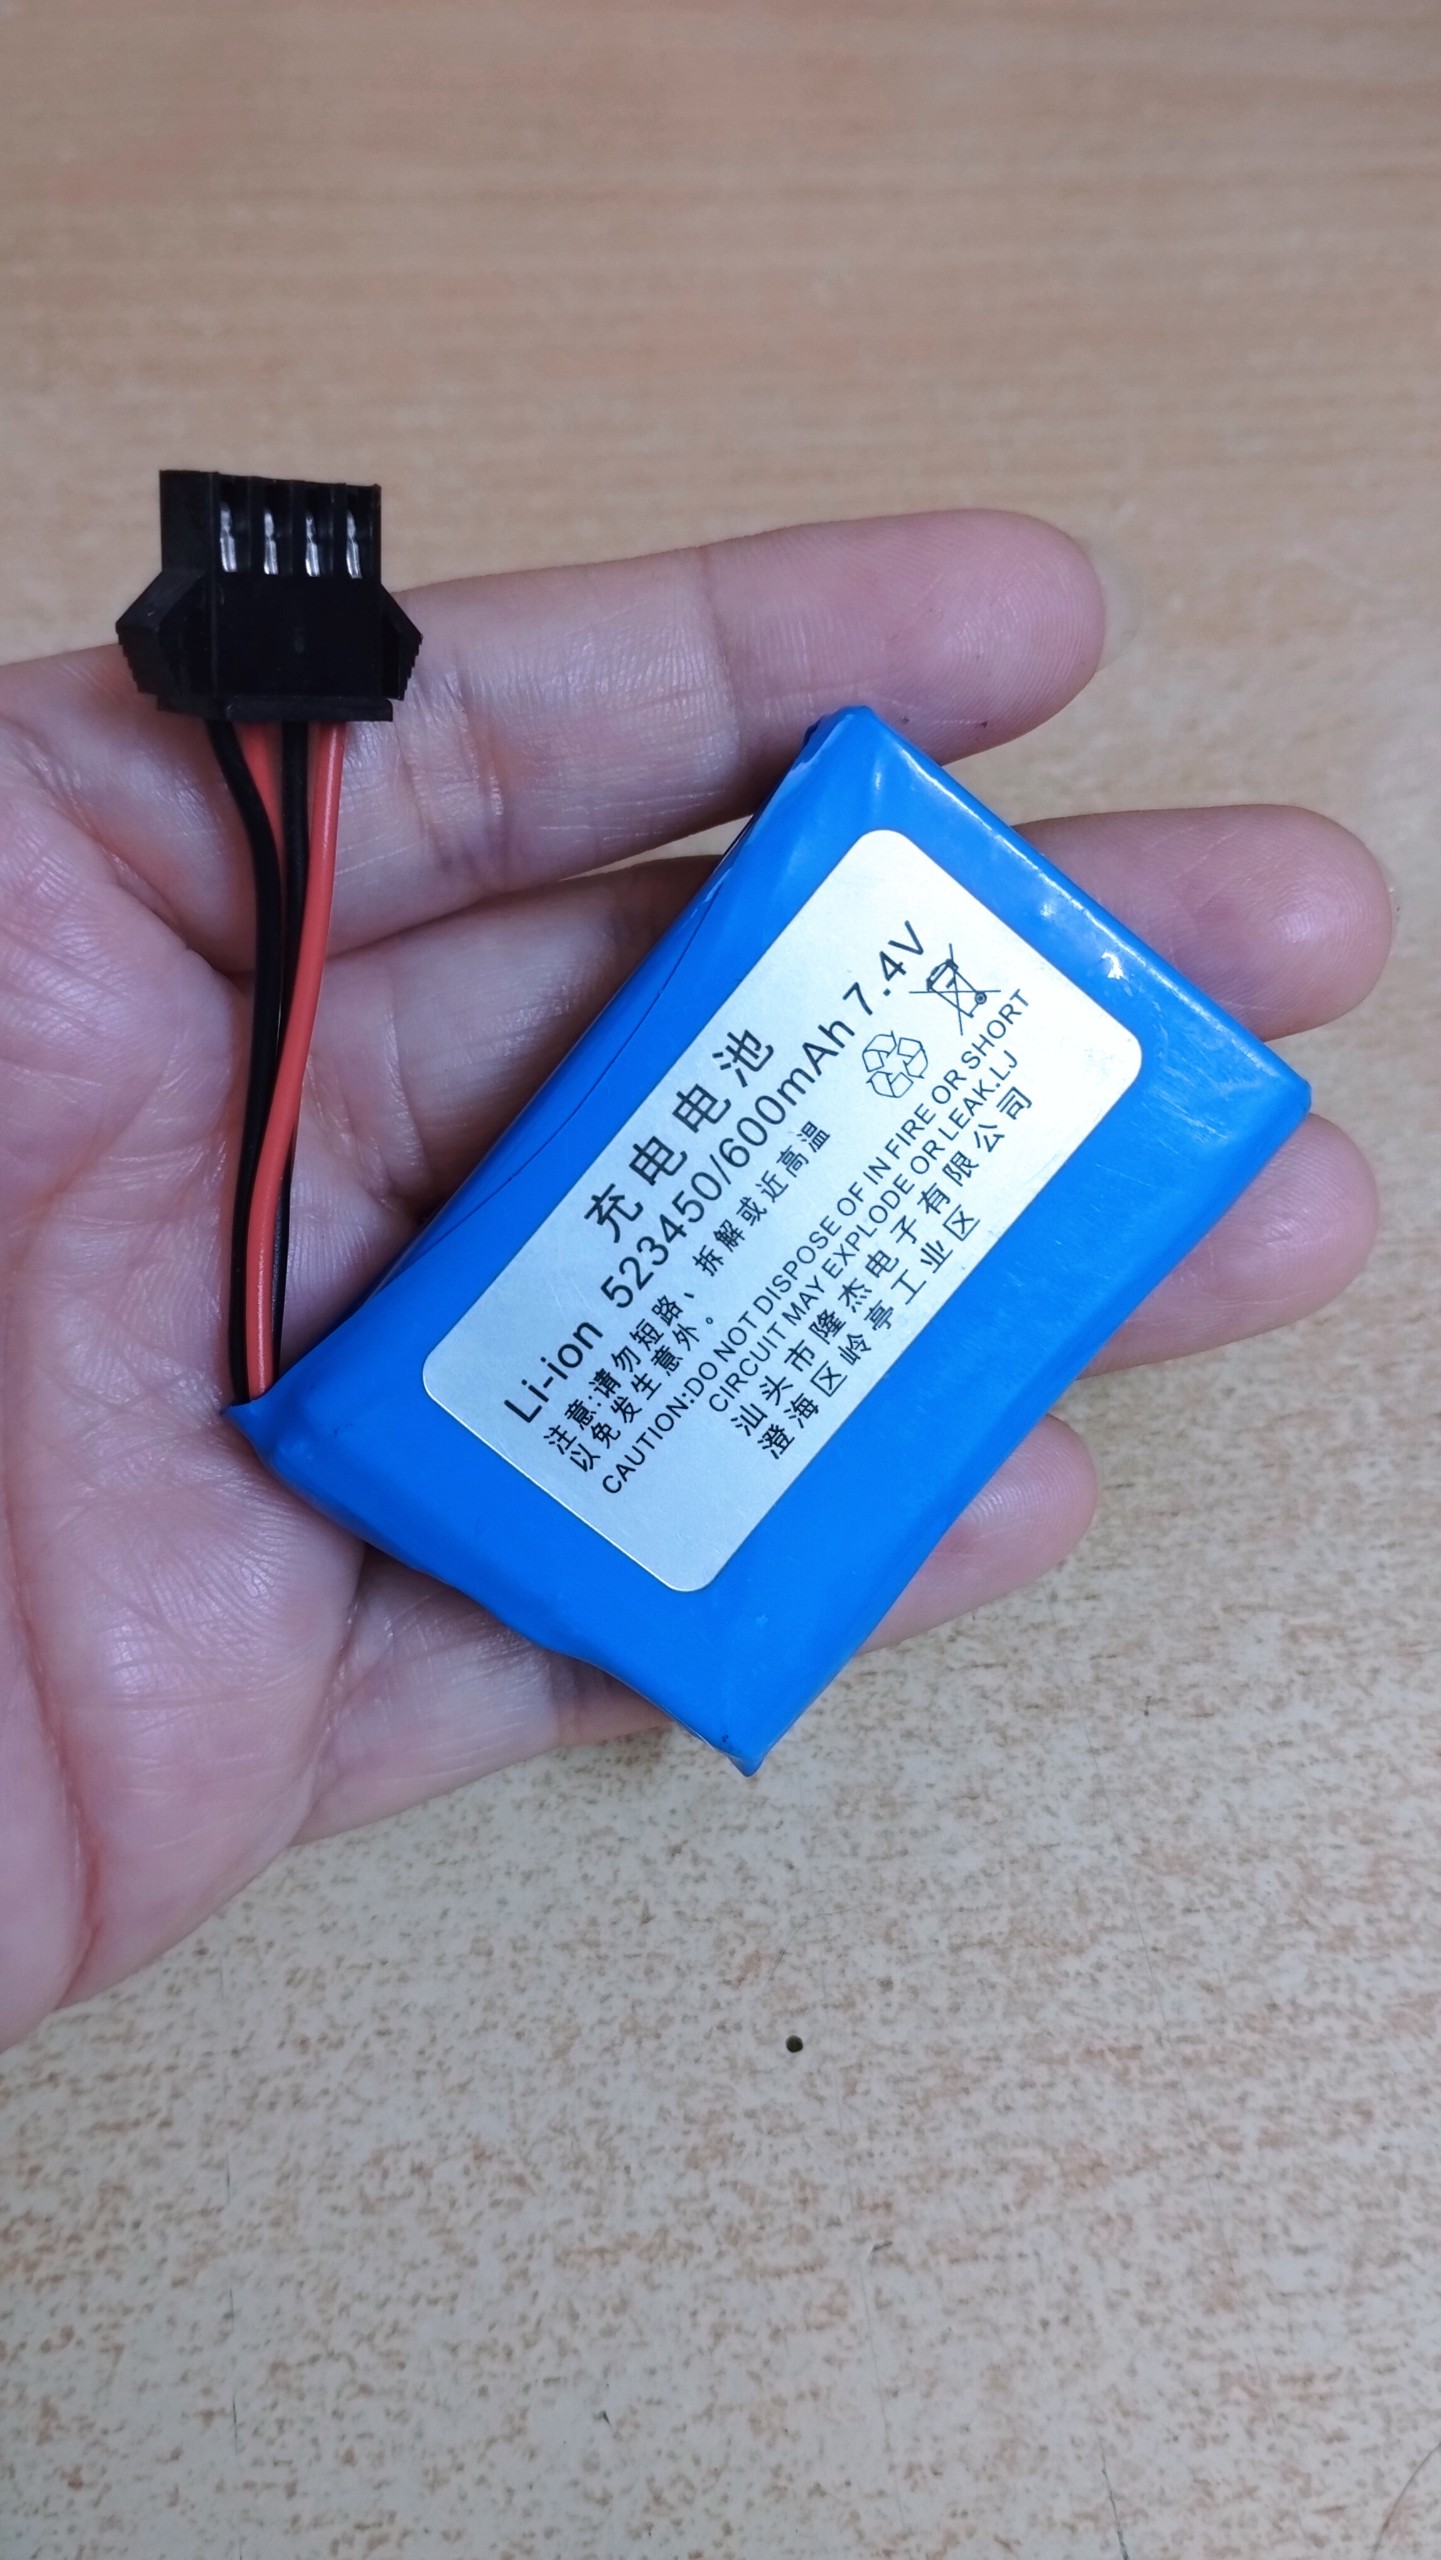 充电电池
Li-ion 523450/600mAh 7.4V
注意:请勿短路、拆解或近高温
以免发生意外。
CAUTION:DO NOT DISPOSE OF IN FIRE OR SHORT
CIRCUIT MAY EXPLODE OR LEAK.LJ
汕头市隆杰电子有限公司
澄海区岭亭工业区